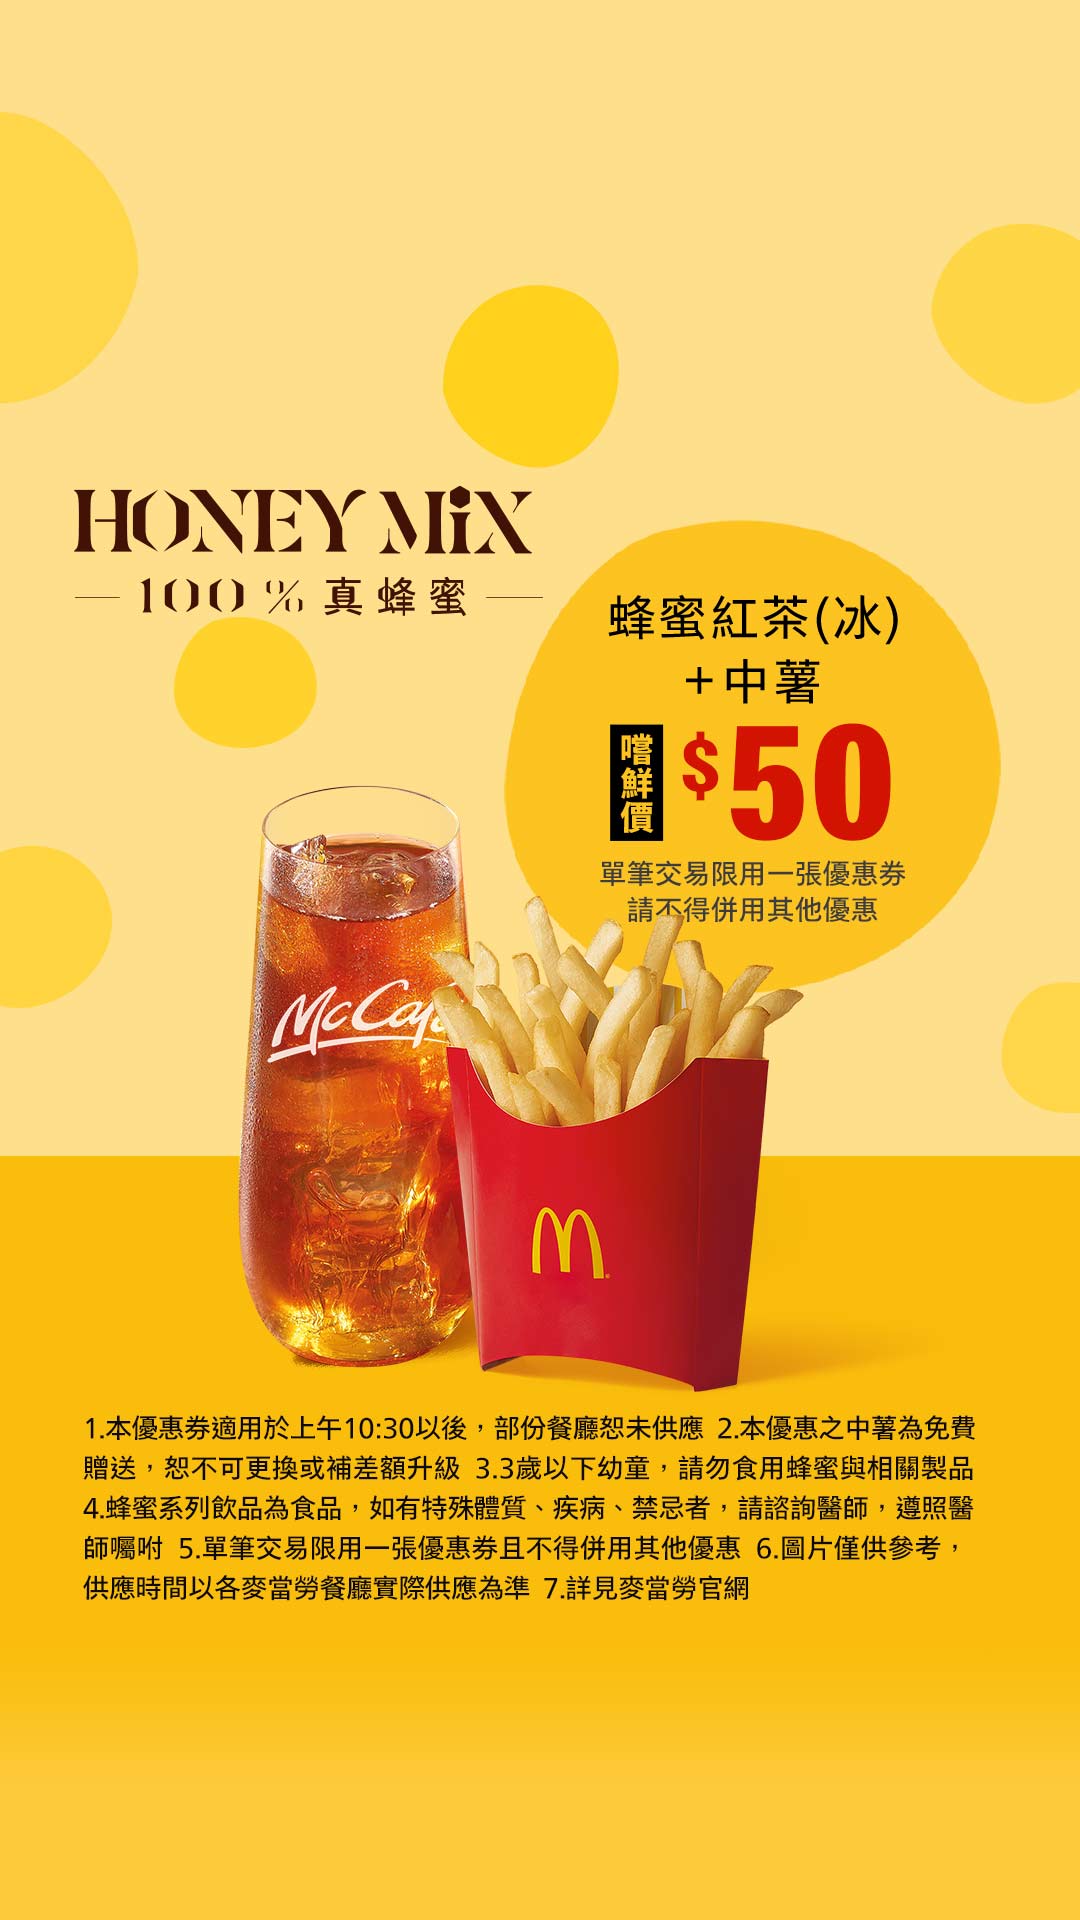 HONEY MiX
100% 真蜂蜜
蜂蜜紅茶(冰)
+中薯
嚐鮮價
$50
單筆交易限用一張優惠券
請不得併用其他優惠
McCafé
1.本優惠券適用於上午10:30以後，部份餐廳恕未供應 2.本優惠之中薯為免費
贈送，恕不可更換或補差額升級 3.3歲以下幼童，請勿食用蜂蜜與相關製品
4.蜂蜜系列飲品為食品，如有特殊體質、疾病、禁忌者，請諮詢醫師，遵照醫
師囑咐 5.單筆交易限用一張優惠券且不得併用其他優惠 6.圖片僅供參考，
供應時間以各麥當勞餐廳實際供應為準 7.詳見麥當勞官網